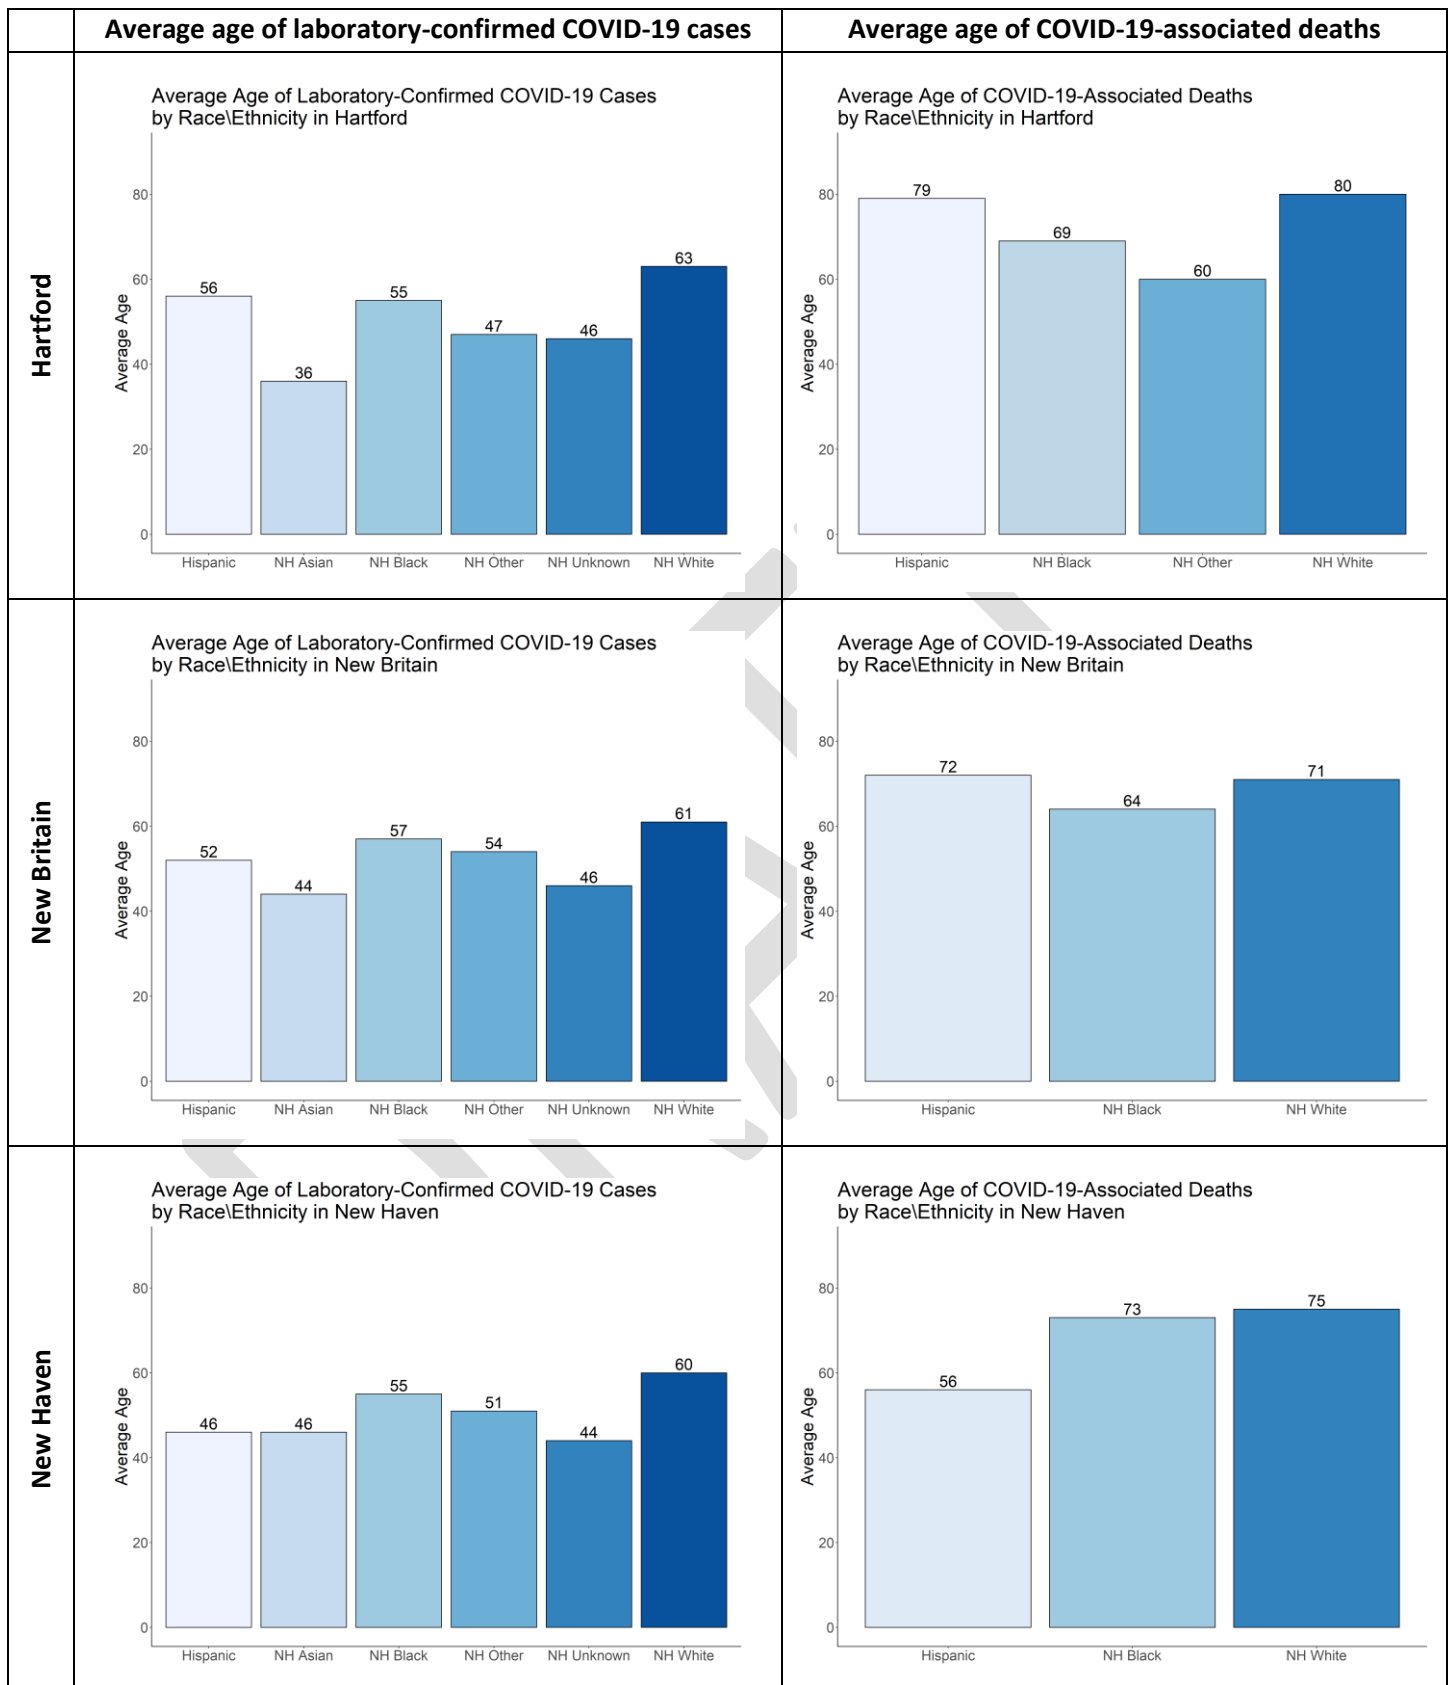 Average age of laboratory-confirmed COVID-19 cases
Average age of COVID-19-associated deaths
Hartford
Average Age of Laboratory-Confirmed COVID-19 Cases
by Race\Ethnicity in Hartford
Average Age
80
60
40
20
0
56
36
55
47
46
63
Hispanic NH Asian NH Black NH Other NH Unknown NH White
Average Age of COVID-19-Associated Deaths
by Race\Ethnicity in Hartford
Average Age
80
60
40
20
0
79
69
60
80
Hispanic NH Black NH Other NH White
New Britain
Average Age of Laboratory-Confirmed COVID-19 Cases
by Race\Ethnicity in New Britain
Average Age
80
60
40
20
0
52
44
57
54
46
61
Hispanic NH Asian NH Black NH Other NH Unknown NH White
Average Age of COVID-19-Associated Deaths
by Race\Ethnicity in New Britain
Average Age
80
60
40
20
0
72
64
71
Hispanic NH Black NH White
New Haven
Average Age of Laboratory-Confirmed COVID-19 Cases
by Race\Ethnicity in New Haven
Average Age
80
60
40
20
0
46
46
55
51
44
60
Hispanic NH Asian NH Black NH Other NH Unknown NH White
Average Age of COVID-19-Associated Deaths
by Race\Ethnicity in New Haven
Average Age
80
60
40
20
0
56
73
75
Hispanic NH Black NH White